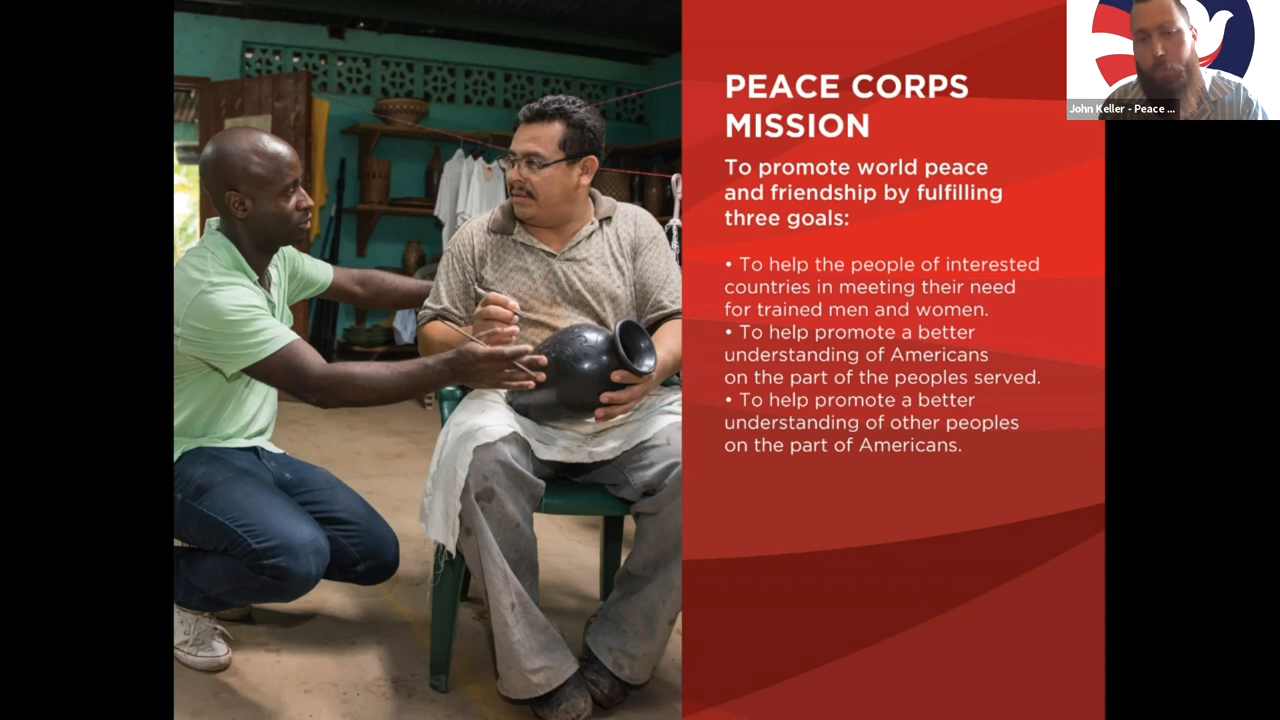 PEACE CORPS
MISSION
To promote world peace
and friendship by fulfilling
three goals:
• To help the people of interested
countries in meeting their need
for trained men and women.
• To help promote a better
understanding of Americans
on the part of the peoples served.
• To help promote a better
understanding of other peoples
on the part of Americans.
John Keller - Peace ...